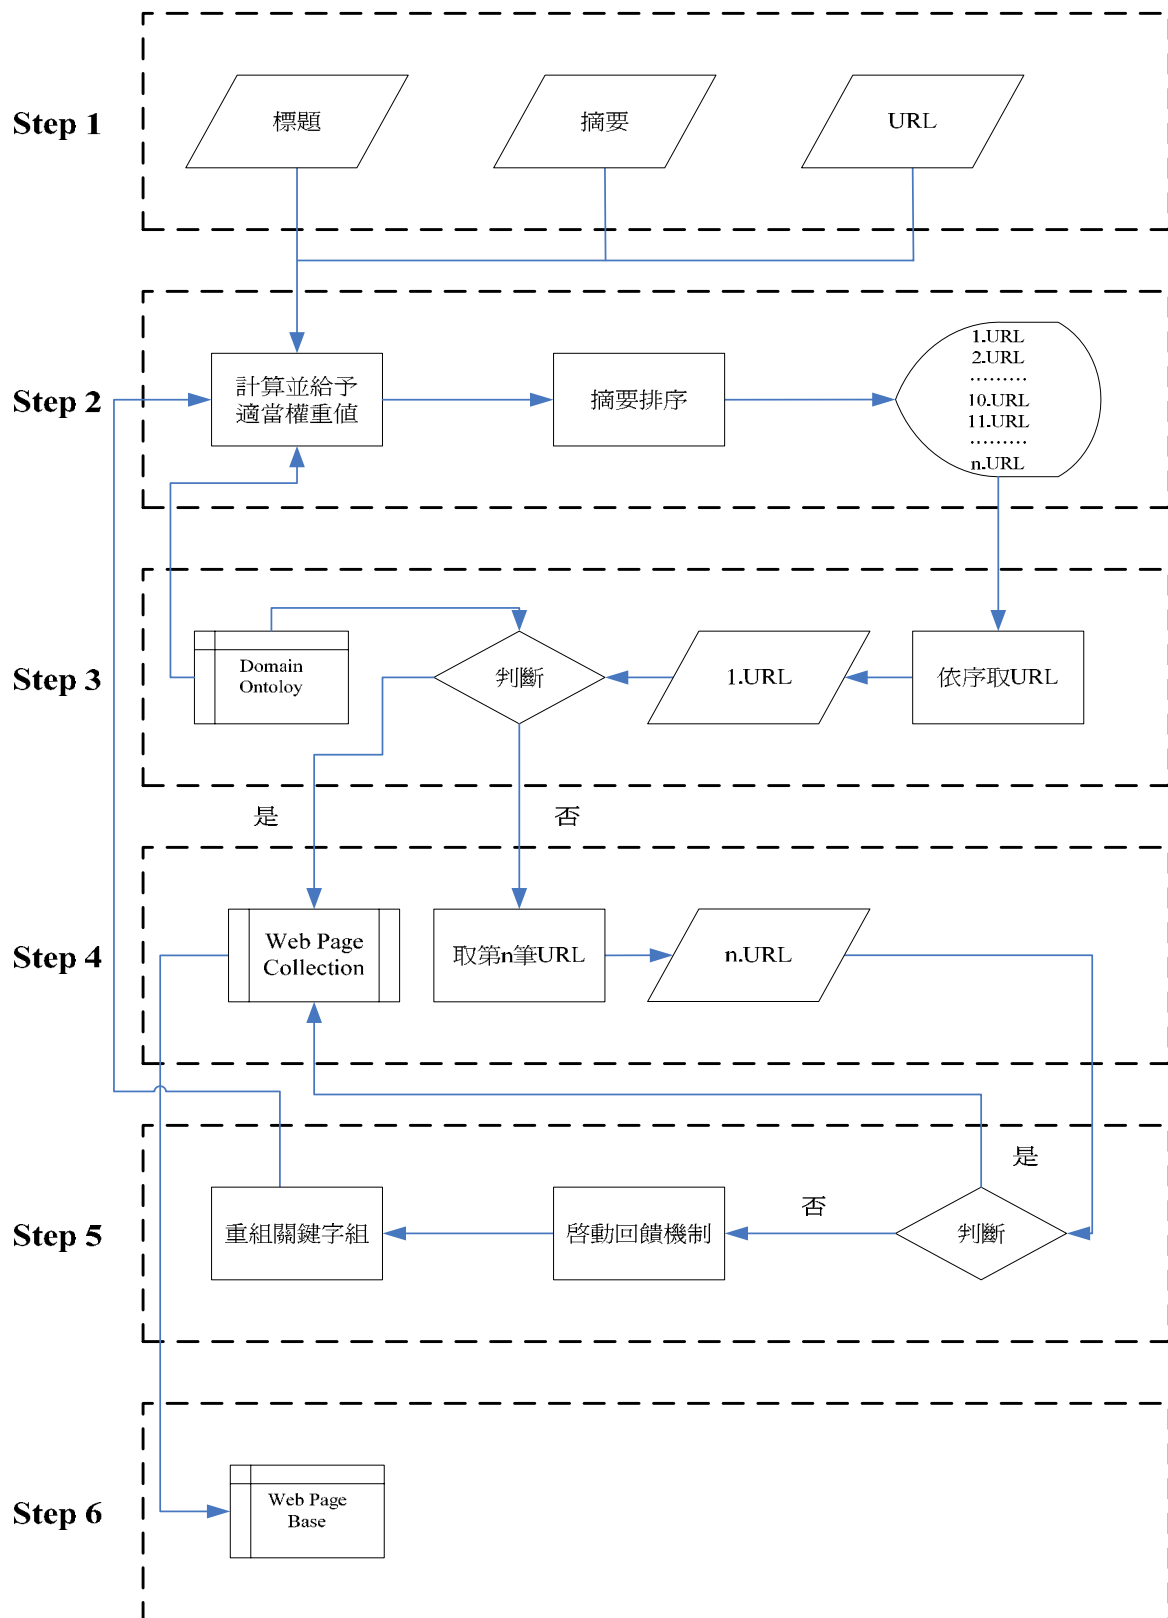 Step 1
標題
摘要
URL
Step 2
計算並給予
適當權重值
摘要排序
1.URL
2.URL
.........
10.URL
11.URL
.........
n.URL
Step 3
Domain
Ontoloy
判斷
1.URL
依序取URL
是
否
Step 4
Web Page
Collection
取第n筆URL
n.URL
是
Step 5
重組關鍵字組
啓動回饋機制
否
判斷
Step 6
Web Page
Base